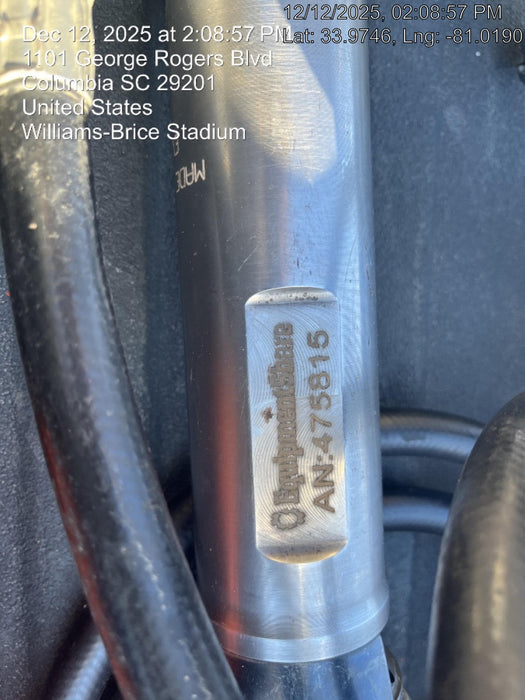 12/12/2025, 02:08:57 PM
Lat: 33.9746, Lng: -81.0190
Dec 12, 2025 at 2:08:57 PM
1101 George Rogers Blvd
Columbia SC 29201
United States
Williams-Brice Stadium
MADE
EquipmentShare
AN:475815